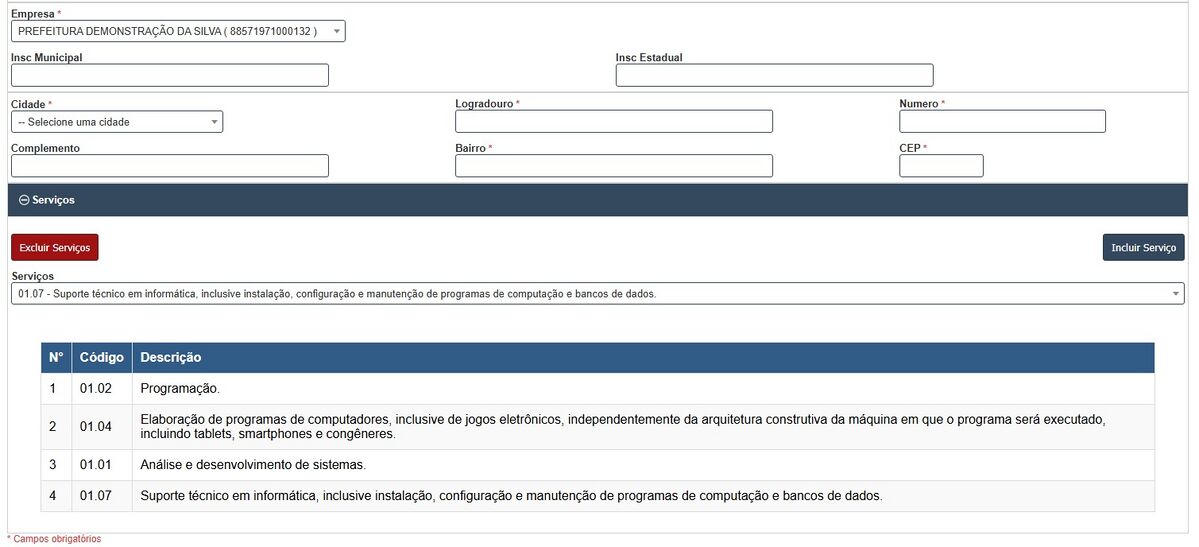 Empresa *
PREFEITURA DEMONSTRAÇÃO DA SILVA ( 88571971000132 )
Insc Municipal
Insc Estadual
Cidade *
Logradouro *
Numero *
-- Selecione uma cidade
Complemento
Bairro *
CEP *
Serviços
Excluir Serviços
Incluir Serviço
Serviços
01.07 - Suporte técnico em informática, inclusive instalação, configuração e manutenção de programas de computação e bancos de dados.
N° Código Descrição
1 01.02 Programação.
2 01.04 Elaboração de programas de computadores, inclusive de jogos eletrônicos, independentemente da arquitetura construtiva da máquina em que o programa será executado,
incluindo tablets, smartphones e congêneres.
3 01.01 Análise e desenvolvimento de sistemas.
4 01.07 Suporte técnico em informática, inclusive instalação, configuração e manutenção de programas de computação e bancos de dados.
* Campos obrigatórios